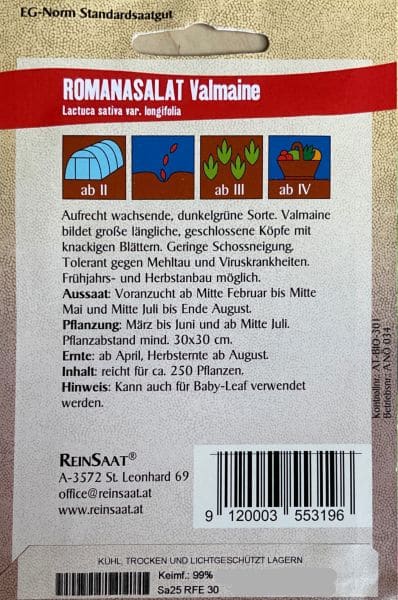 EG-Norm Standardsaatgut
ROMANASALAT Valmaine
Lactuca sativa var. longifolia
ab II
ab III
ab IV
Aufrecht wachsende, dunkelgrüne Sorte. Valmaine
bildet große längliche, geschlossene Köpfe mit
knackigen Blättern. Geringe Schossneigung,
Tolerant gegen Mehltau und Viruskrankheiten.
Frühjahrs- und Herbstanbau möglich.
Aussaat: Voranzucht ab Mitte Februar bis Mitte
Mai und Mitte Juli bis Ende August.
Pflanzung: März bis Juni und ab Mitte Juli.
Pflanzabstand mind. 30x30 cm.
Ernte: ab April, Herbsternte ab August.
Inhalt: reicht für ca. 250 Pflanzen.
Hinweis: Kann auch für Baby-Leaf verwendet
werden.
Kontrollnr. AT-BIO-301
Betriebsnr: ANÖ 034
REINSAAT®
A-3572 St. Leonhard 69
office@reinsaat.at
www.reinsaat.at
9 120003 553196
KÜHL, TROCKEN UND LICHTGESCHÜTZT LAGERN
Keimf.: 99%
Sa25 RFE 30